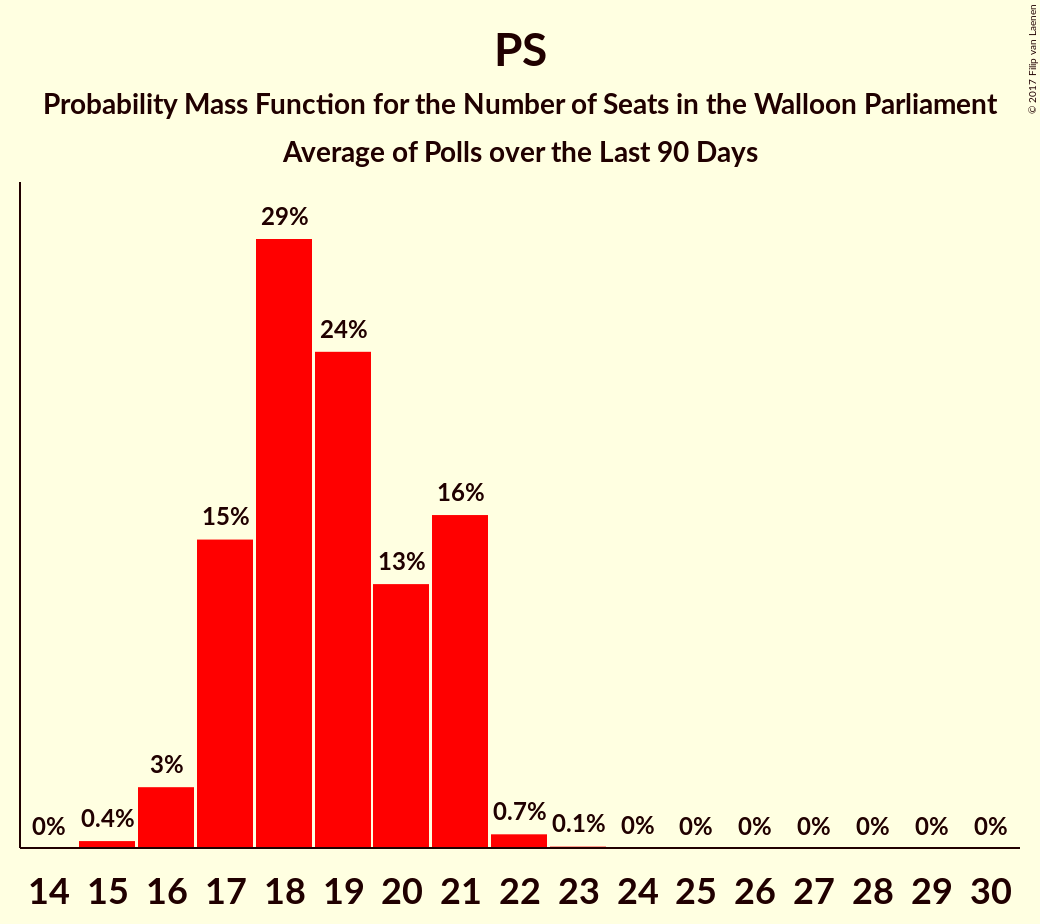 PS
Probability Mass Function for the Number of Seats in the Walloon Parliament
Average of Polls over the Last 90 Days
© 2017 Filip van Laenen
0% 0.4% 3% 15% 29% 24% 13% 16% 0.7% 0.1% 0% 0% 0% 0% 0% 0% 0%
14 15 16 17 18 19 20 21 22 23 24 25 26 27 28 29 30